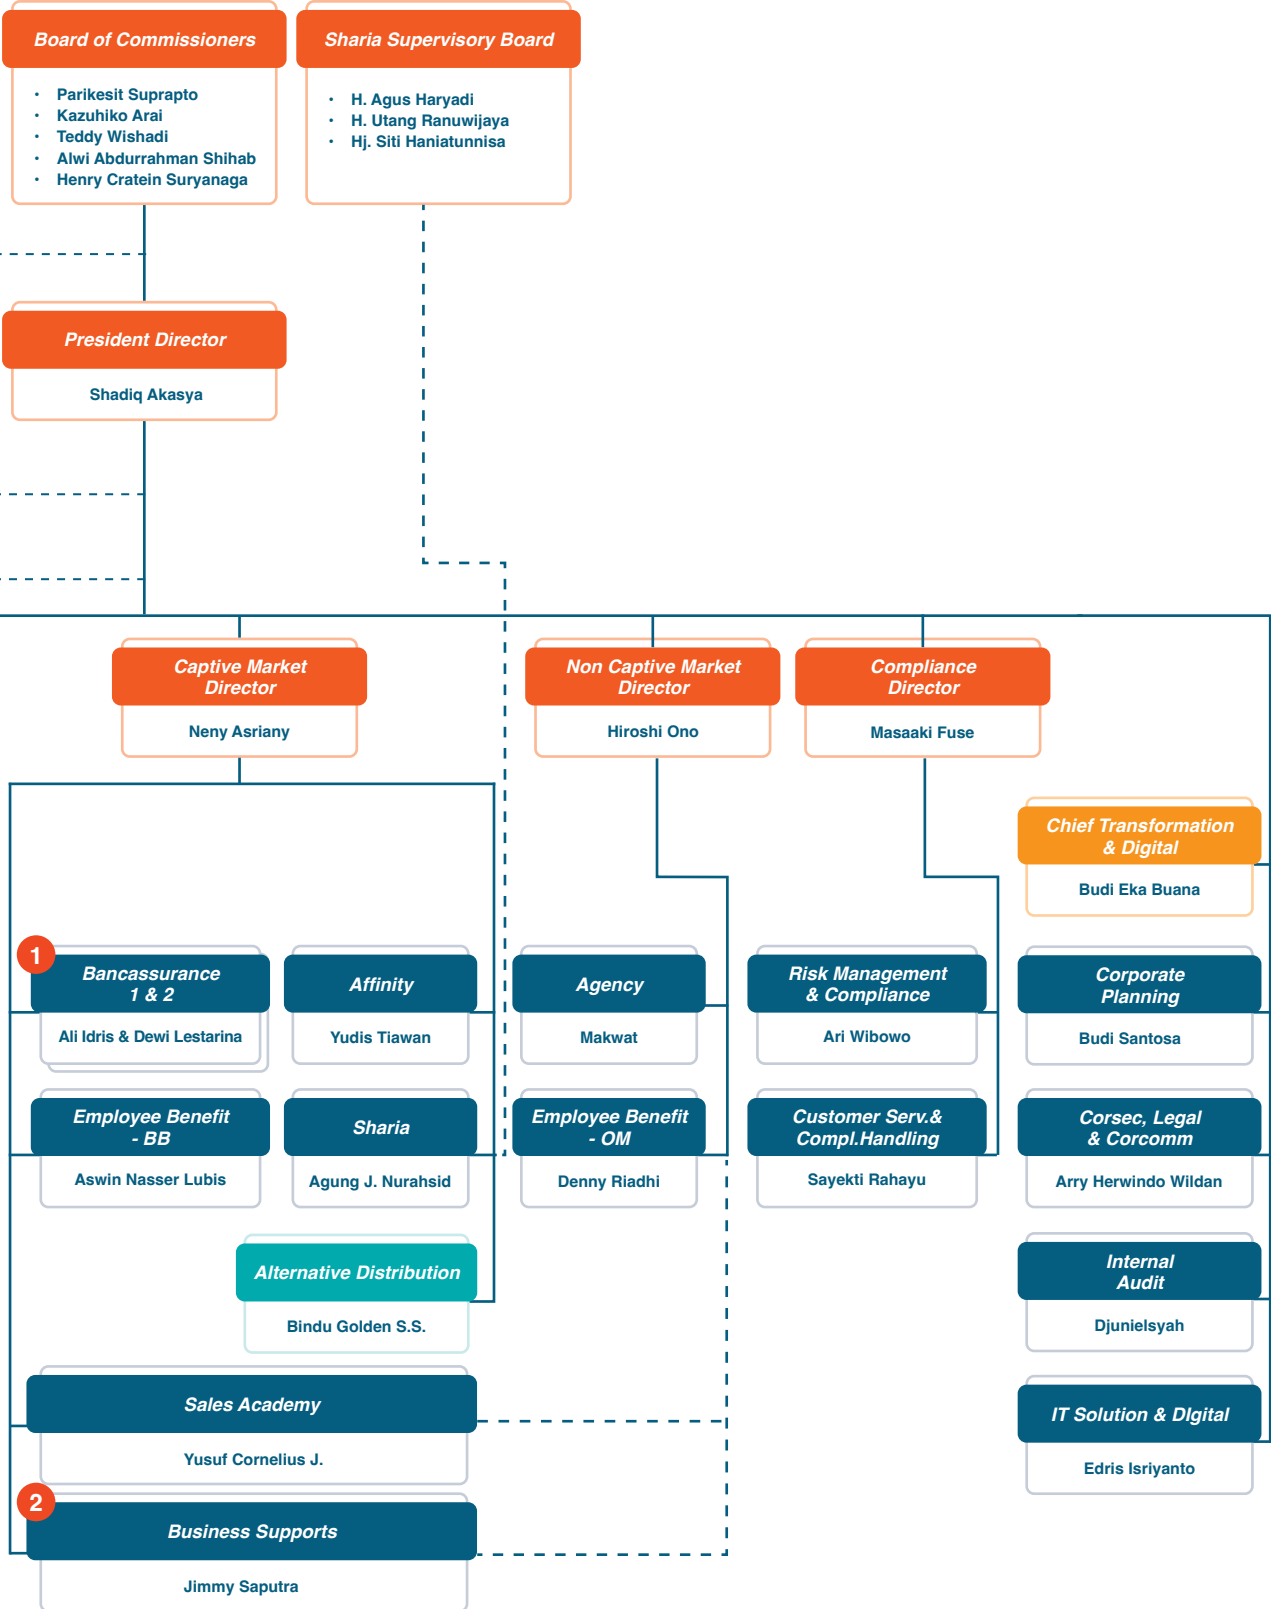 Board of Commissioners
• Parikesit Suprapto
• Kazuhiko Arai
• Teddy Wishadi
• Alwi Abdurrahman Shihab
• Henry Cratein Suryanaga
Sharia Supervisory Board
• H. Agus Haryadi
• H. Utang Ranuwijaya
• Hj. Siti Haniatunnisa
President Director
Shadiq Akasya
Captive Market
Director
Neny Asriany
Non Captive Market
Director
Hiroshi Ono
Compliance
Director
Masaaki Fuse
Chief Transformation
& Digital
Budi Eka Buana
1
Bancassurance
1 & 2
Ali Idris & Dewi Lestarina
Affinity
Yudis Tiawan
Agency
Makwat
Risk Management
& Compliance
Ari Wibowo
Corporate
Planning
Budi Santosa
Employee Benefit
- BB
Aswin Nasser Lubis
Sharia
Agung J. Nurahsid
Employee Benefit
- OM
Denny Riadhi
Customer Serv.&
Compl.Handling
Sayekti Rahayu
Corsec, Legal
& Corcomm
Arry Herwindo Wildan
Alternative Distribution
Bindu Golden S.S.
Internal
Audit
Djunielsyah
Sales Academy
Yusuf Cornelius J.
IT Solution & DIgital
Edris Isriyanto
2
Business Supports
Jimmy Saputra